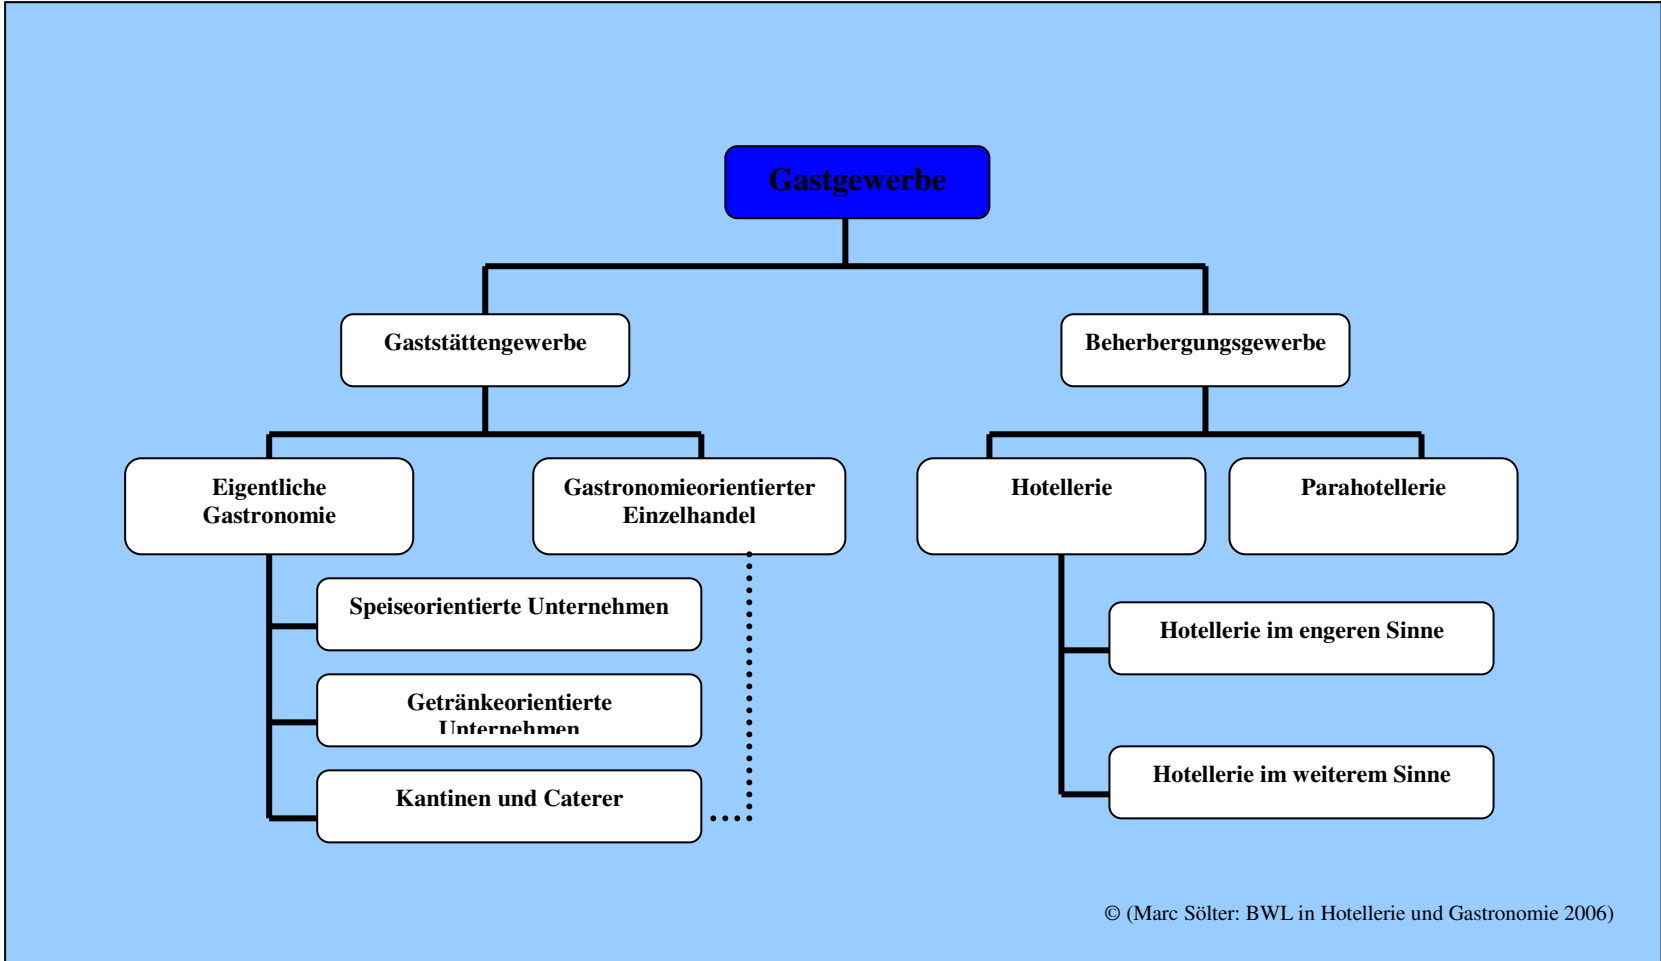 Gastgewerbe
Gaststättengewerbe
Beherbergungsgewerbe
Eigentliche
Gastronomie
Gastronomieorientierter
Einzelhandel
Hotellerie
Parahotellerie
Speiseorientierte Unternehmen
Getränkeorientierte
Unternehmen
Kantinen und Caterer
Hotellerie im engeren Sinne
Hotellerie im weiterem Sinne
© (Marc Sölter: BWL in Hotellerie und Gastronomie 2006)